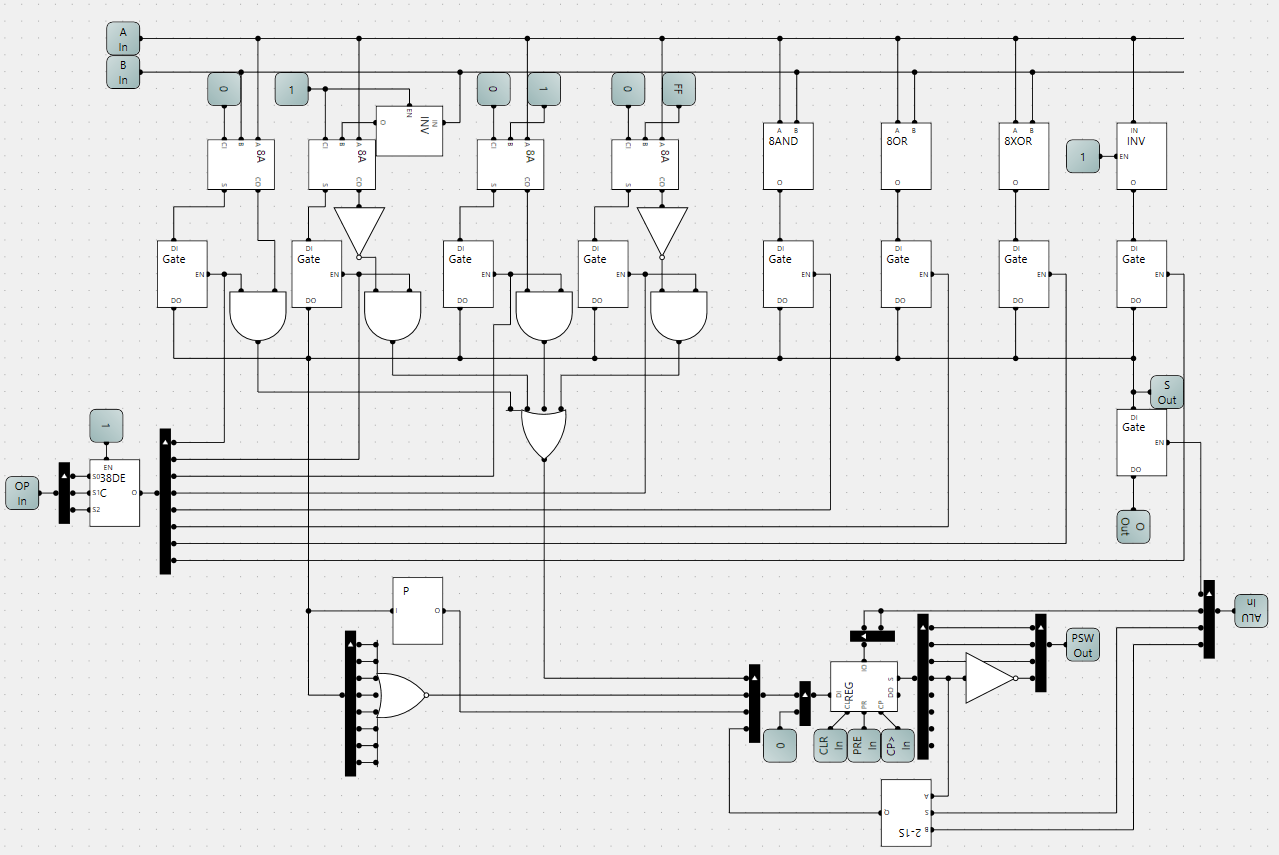 A
In
B
In
0
1
0
1
0
FF
EN
INV
IN
O
CI
B
A
8A
S
CO
CI
B
A
8A
S
CO
CI
B
A
8A
S
CO
CI
B
A
8A
S
CO
A B
8AND
O
A B
8OR
O
A B
8XOR
O
1
IN
INV
EN
O
DI
Gate
EN
DO
DI
Gate
EN
DO
DI
Gate
EN
DO
DI
Gate
EN
DO
DI
Gate
EN
DO
DI
Gate
EN
DO
DI
Gate
EN
DO
DI
Gate
EN
DO
S
Out
DI
Gate
EN
DO
O
Out
1
OP
In
EN
S0
38DE
S1
C
O
S2
P
I
O
ALU
In
PSW
Out
CI
REG
DI
S
DO
CL
PR
CP
0
CLR
In
PRE
In
CP>
In
A
S
B
Q
2-1S